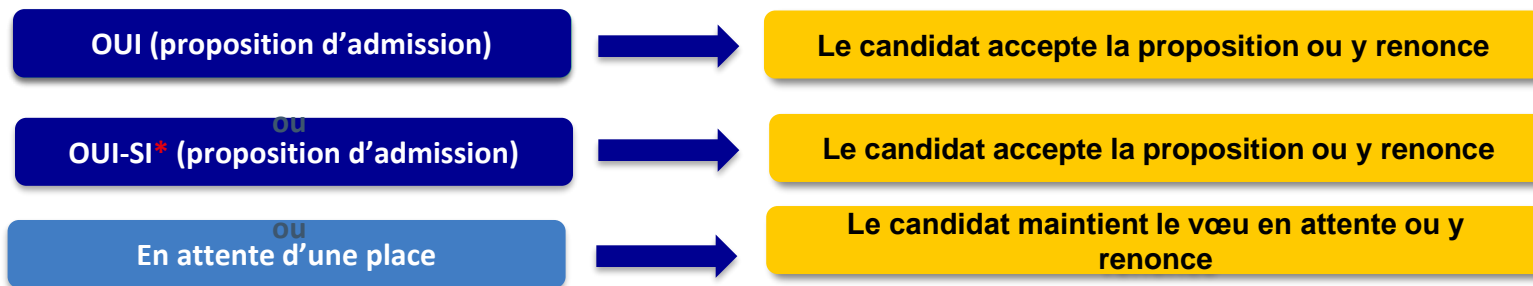 OUI (proposition d’admission)
Le candidat accepte la proposition ou y renonce
ou
OUI-SI* (proposition d’admission)
Le candidat accepte la proposition ou y renonce
ou
En attente d’une place
Le candidat maintient le vœu en attente ou y
renonce